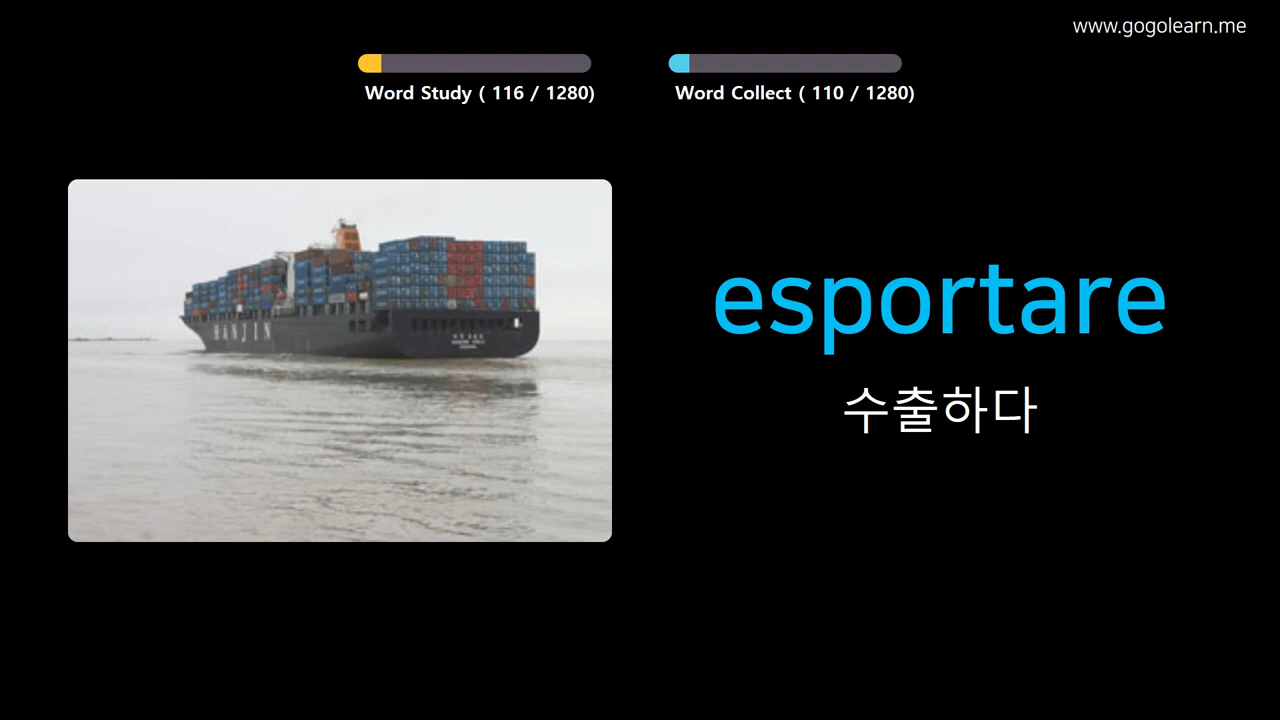 www.gogolearn.me
Word Study ( 116 / 1280)
Word Collect ( 110 / 1280)
HANJIN
esportare
수출하다